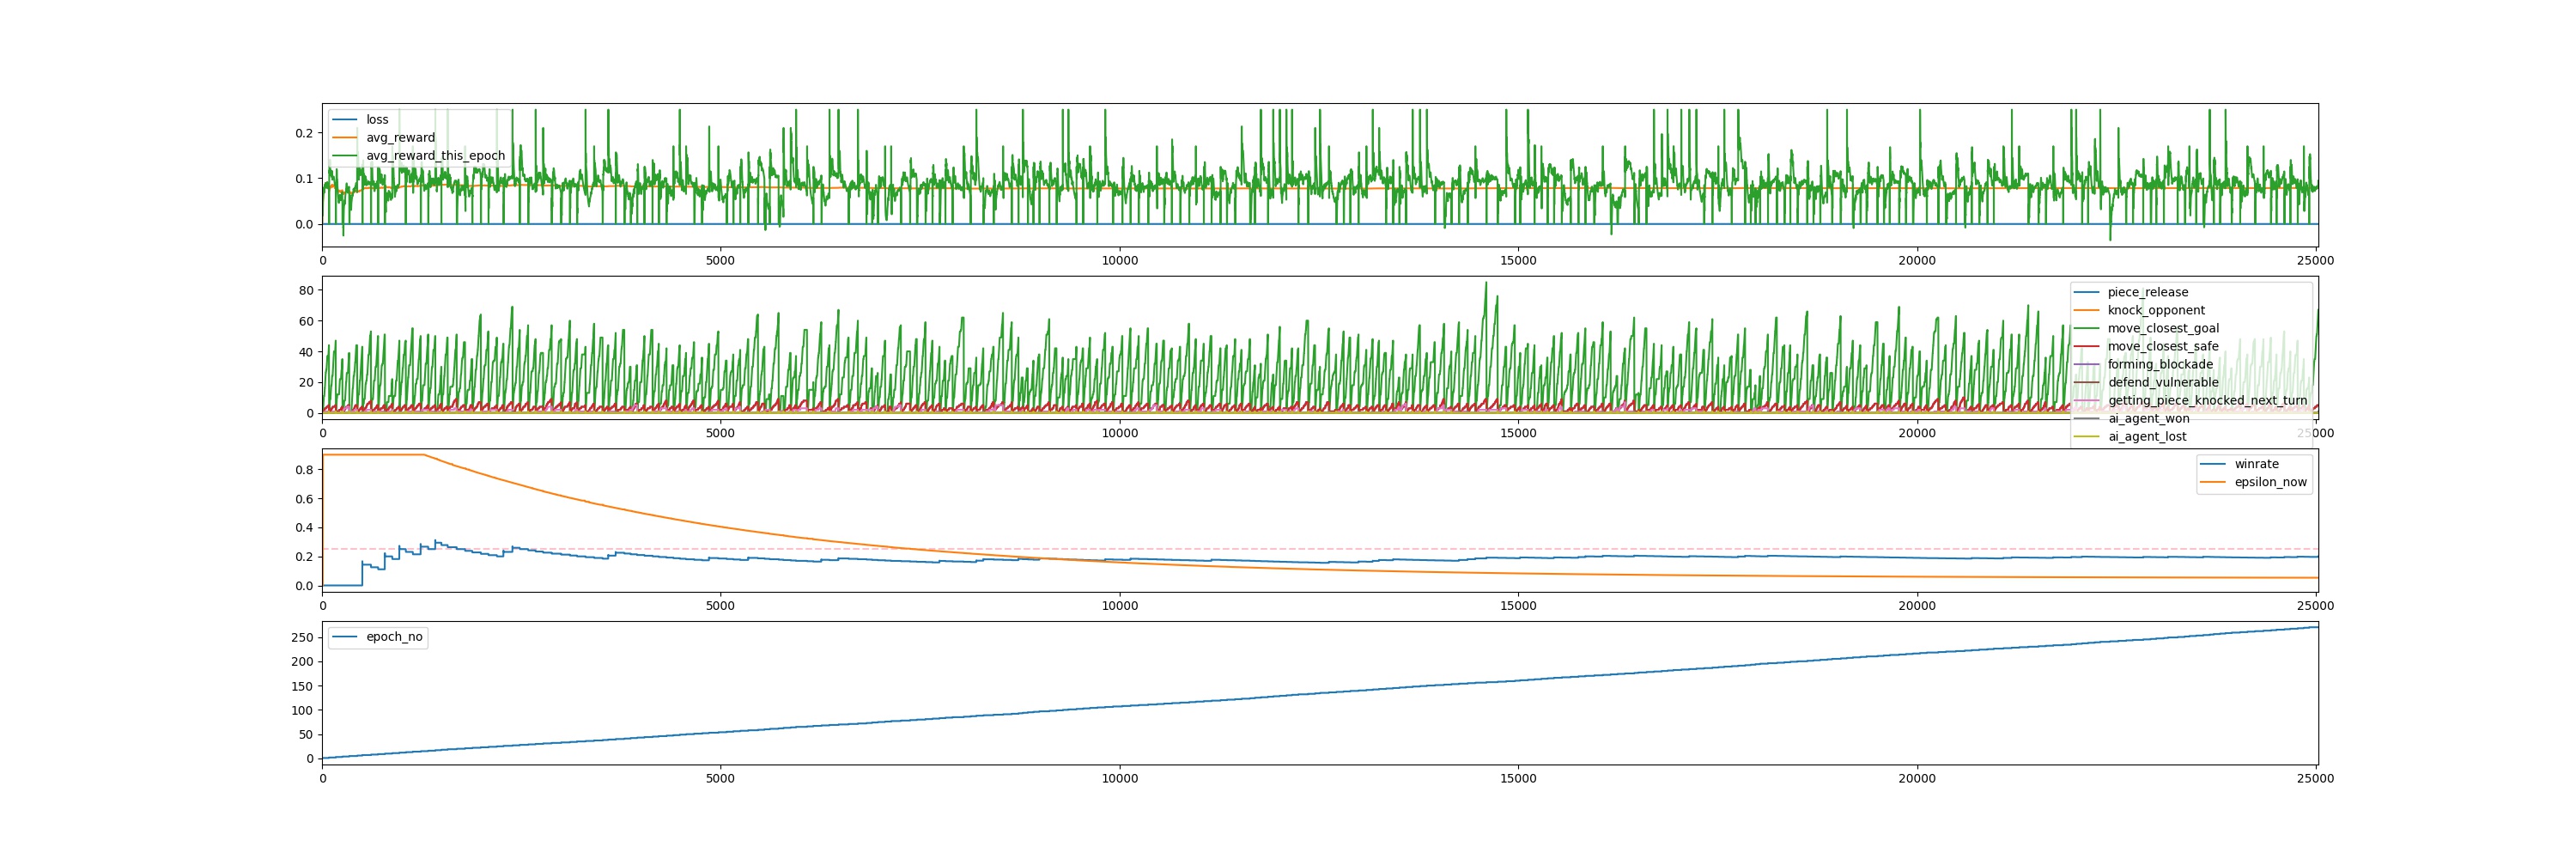 0.2
0.1
0.0
loss
avg_reward
avg_reward_this_epoch
0 5000 10000 15000 20000 25000
80
60
40
20
0
piece_release
knock_opponent
move_closest_goal
move_closest_safe
forming_blockade
defend_vulnerable
getting_piece_knocked_next_turn
ai_agent_won
ai_agent_lost
0 5000 10000 15000 20000 25000
0.8
0.6
0.4
0.2
0.0
winrate
epsilon_now
0 5000 10000 15000 20000 25000
250
200
150
100
50
0
epoch_no
0 5000 10000 15000 20000 25000